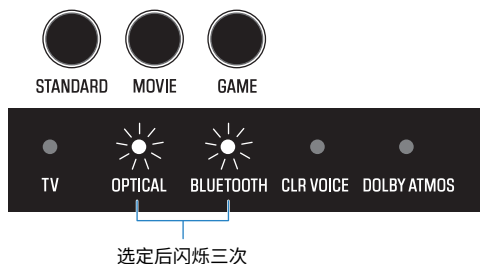 STANDARD MOVIE GAME
TV OPTICAL BLUETOOTH CLR VOICE DOLBY ATMOS
选定后闪烁三次